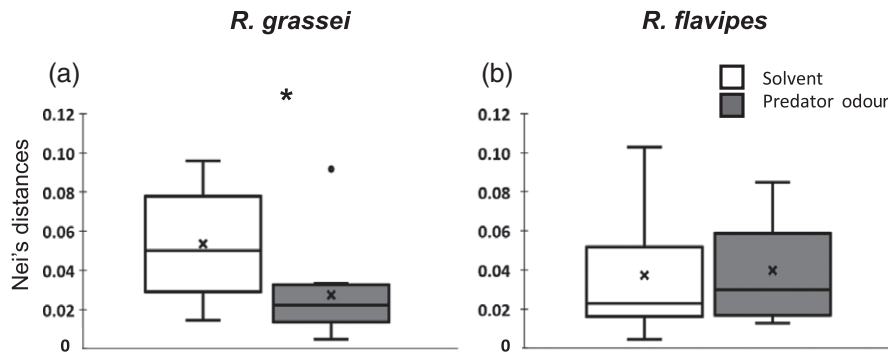 R. grassei
R. flavipes
(a)
*
(b)
Solvent
Predator odour
Nei's distances
0.12
0.10
0.08
0.06
0.04
0.02
0
0.12
0.10
0.08
0.06
0.04
0.02
0